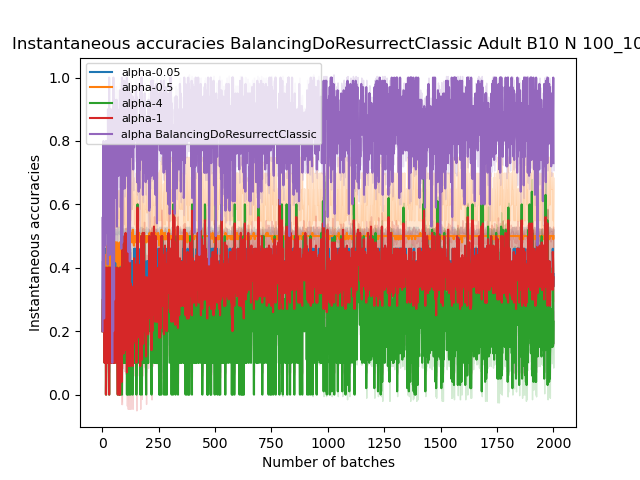 Instantaneous accuracies BalancingDoResurrectClassic Adult B10 N 100_10
alpha-0.05
alpha-0.5
alpha-4
alpha-1
alpha BalancingDoResurrectClassic
1.0
0.8
0.6
0.4
0.2
0.0
Instantaneous accuracies
0 250 500 750 1000 1250 1500 1750 2000
Number of batches